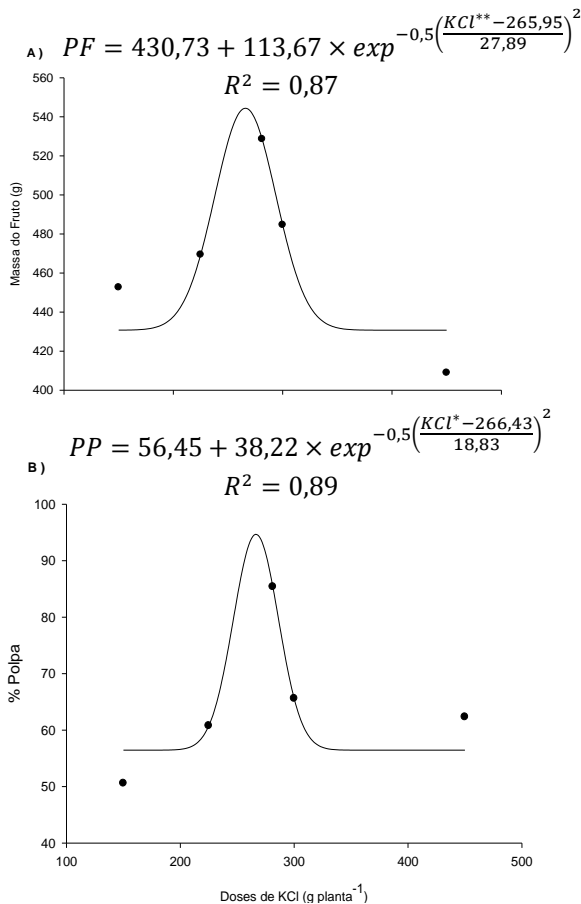 A ) PF = 430,73 + 113,67 × exp^{-0,5((KCl** − 265,95)/27,89)^2}
R² = 0,87
560
540
520
500
480
460
440
420
400
Massa do Fruto (g)
B ) PP = 56,45 + 38,22 × exp^{-0,5((KCl* − 266,43)/18,83)^2}
R² = 0,89
100
90
80
70
60
50
40
% Polpa
100 200 300 400 500
Doses de KCl (g planta⁻¹)